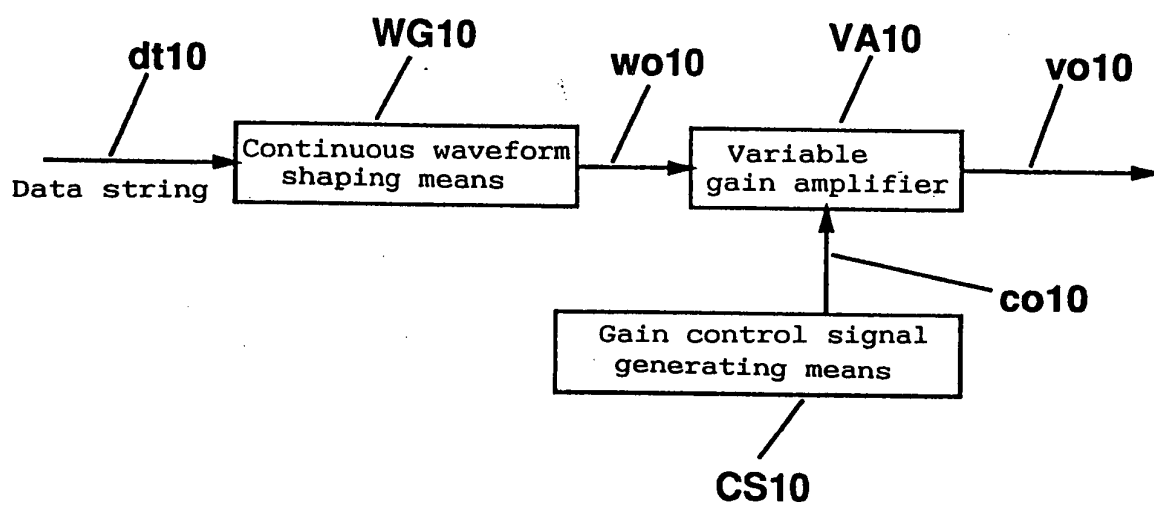 WG10
VA10
dt10
wo10
vo10
Continuous waveform
shaping means
Variable
gain amplifier
Data string
co10
Gain control signal
generating means
CS10